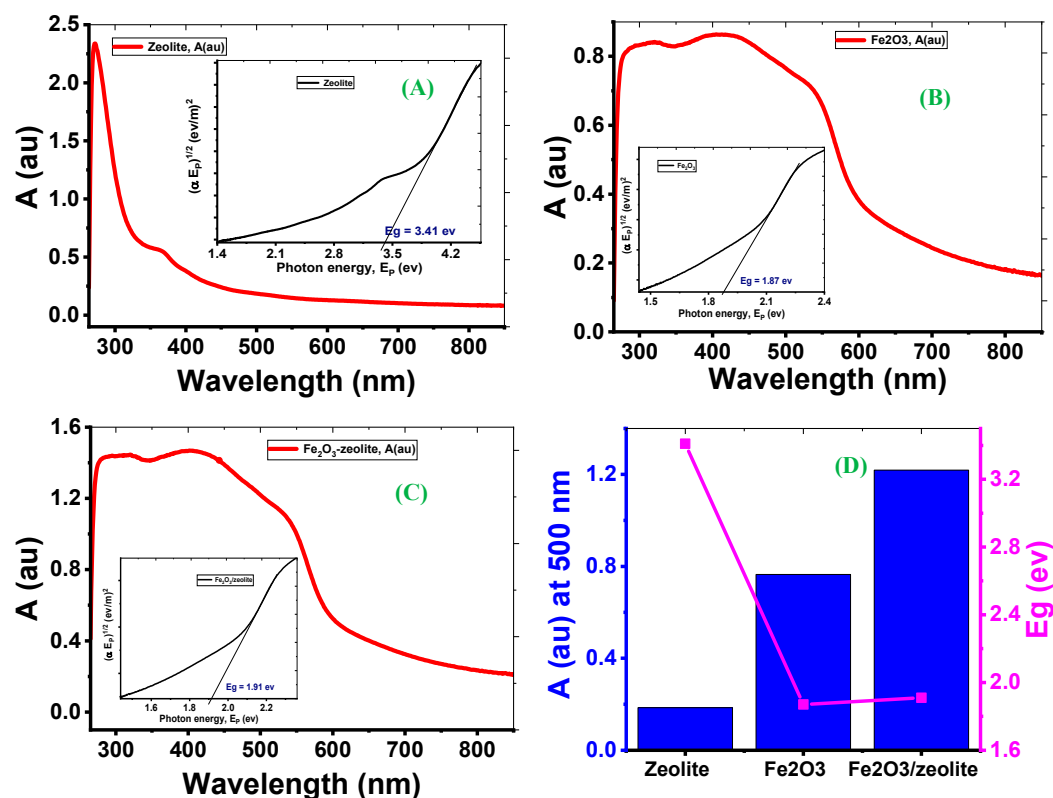 2.5
2.0
1.5
1.0
0.5
0.0
A (au)
Zeolite, A(au)
(A)
Zeolite
(α E_P)^1/2 (ev/m)^2
Eg = 3.41 ev
1.4 2.1 2.8 3.5 4.2
Photon energy, E_P (ev)
300 400 500 600 700 800
Wavelength (nm)
0.8
0.6
0.4
0.2
0.0
A (au)
Fe2O3, A(au)
(B)
Fe₂O₃
(α E_P)^1/2 (ev/m)^2
Eg = 1.87 ev
1.5 1.8 2.1 2.4
Photon energy, E_P (ev)
300 400 500 600 700 800
Wavelength (nm)
1.6
1.2
0.8
0.4
0.0
A (au)
Fe₂O₃-zeolite, A(au)
(C)
Fe₂O₃/zeolite
(α E_P)^1/2 (ev/m)^2
Eg = 1.91 ev
1.6 1.8 2.0 2.2
Photon energy, E_P (ev)
300 400 500 600 700 800
Wavelength (nm)
1.2
0.8
0.4
0.0
A (au) at 500 nm
(D)
3.2
2.8
2.4
2.0
1.6
Eg (ev)
Zeolite Fe2O3 Fe2O3/zeolite